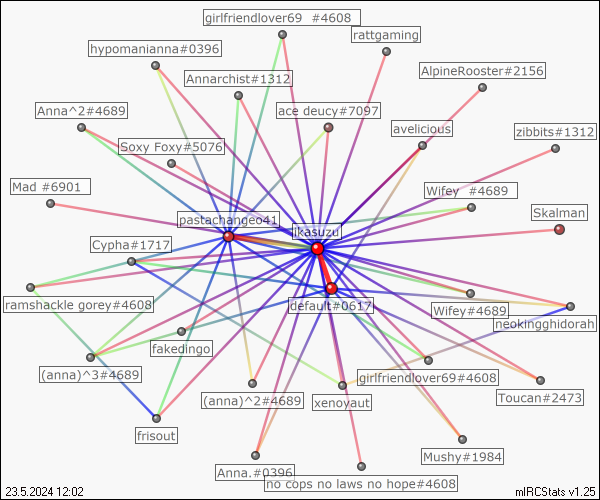 girlfriendlover69 #4608
rattgaming
hypomanianna#0396
AlpineRooster#2156
Annarchist#1312
Anna^2#4689
ace deucy#7097
avelicious
zibbits#1312
Soxy Foxy#5076
Mad #6901
Wifey #4689
Skalman
pastachangeo41
ikasuzu
Cypha#1717
ramshackle gorey#4608
default#0617
Wifey#4689
neokingghidorah
fakedingo
(anna)^3#4689
girlfriendlover69#4608
(anna)^2#4689
xenoyaut
Toucan#2473
frisout
Mushy#1984
Anna.#0396
no cops no laws no hope#4608
23.5.2024 12:02
mIRCStats v1.25